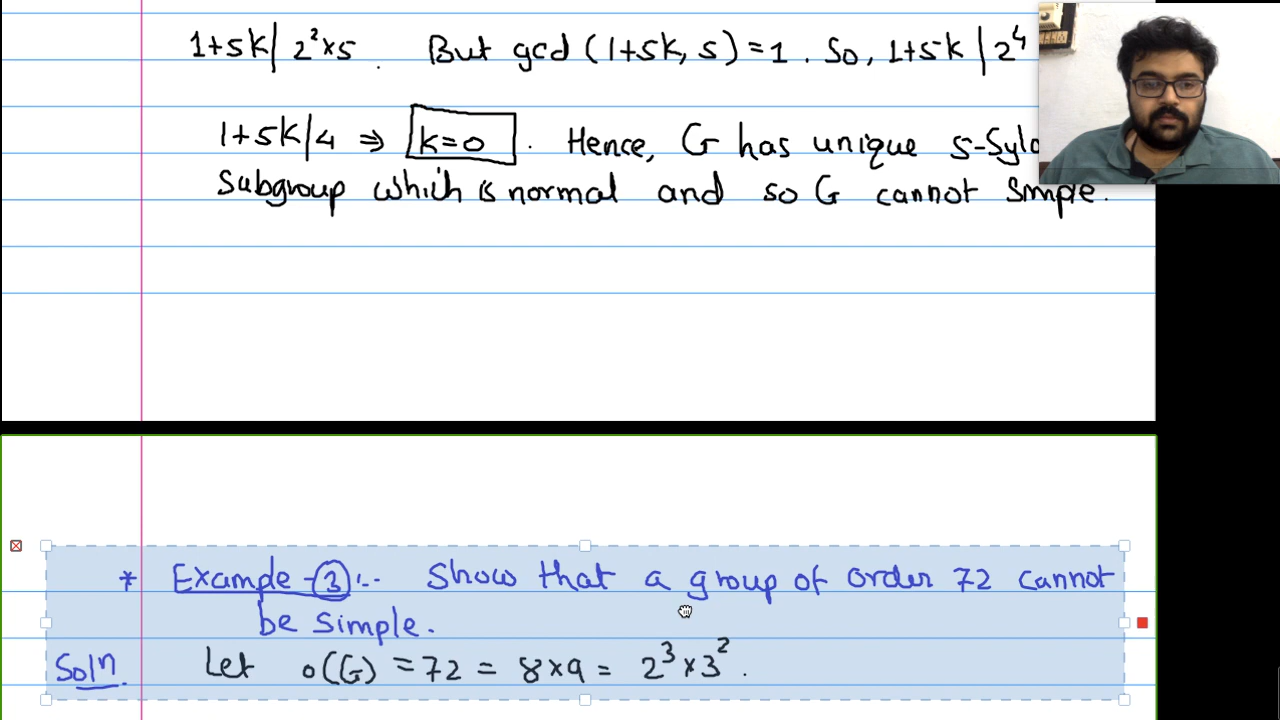 1+5k| 2²×5 . But gcd (1+5k, 5) = 1 . So, 1+5k | 2⁴
1+5k|4 ⇒ k=0 . Hence, G has unique 5-Sylo
Subgroup which is normal and so G cannot simple.
* Example -③:- Show that a group of order 72 cannot
be simple.
Soln. Let o(G) = 72 = 8×9 = 2³×3² .